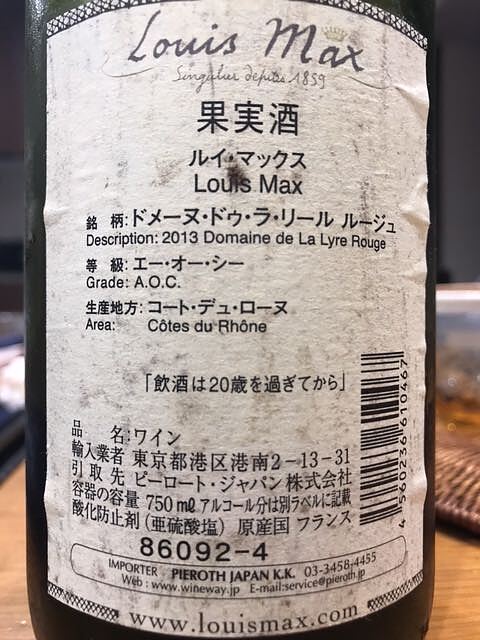 Louis Max
Singulier depuis 1859
果実酒
ルイ・マックス
Louis Max
銘 柄:ドメーヌ・ドゥ・ラ・リール ルージュ
Description: 2013 Domaine de La Lyre Rouge
等 級:エー・オー・シー
Grade: A.O.C.
生産地方:コート・デュ・ローヌ
Area: Côtes du Rhône
「飲酒は20歳を過ぎてから」
品 名:ワイン
輸入業者 東京都港区港南2-13-31
引取先 ピーロート・ジャパン株式会社
容器の容量 750ml アルコール分は別ラベルに記載
酸化防止剤(亜硫酸塩) 原産国 フランス
4 560236 610467
86092-4
IMPORTER PIEROTH JAPAN K.K. 03-3458-4455
Web : www.wineway.jp E-mail:service@pieroth.jp
www.louismax.com